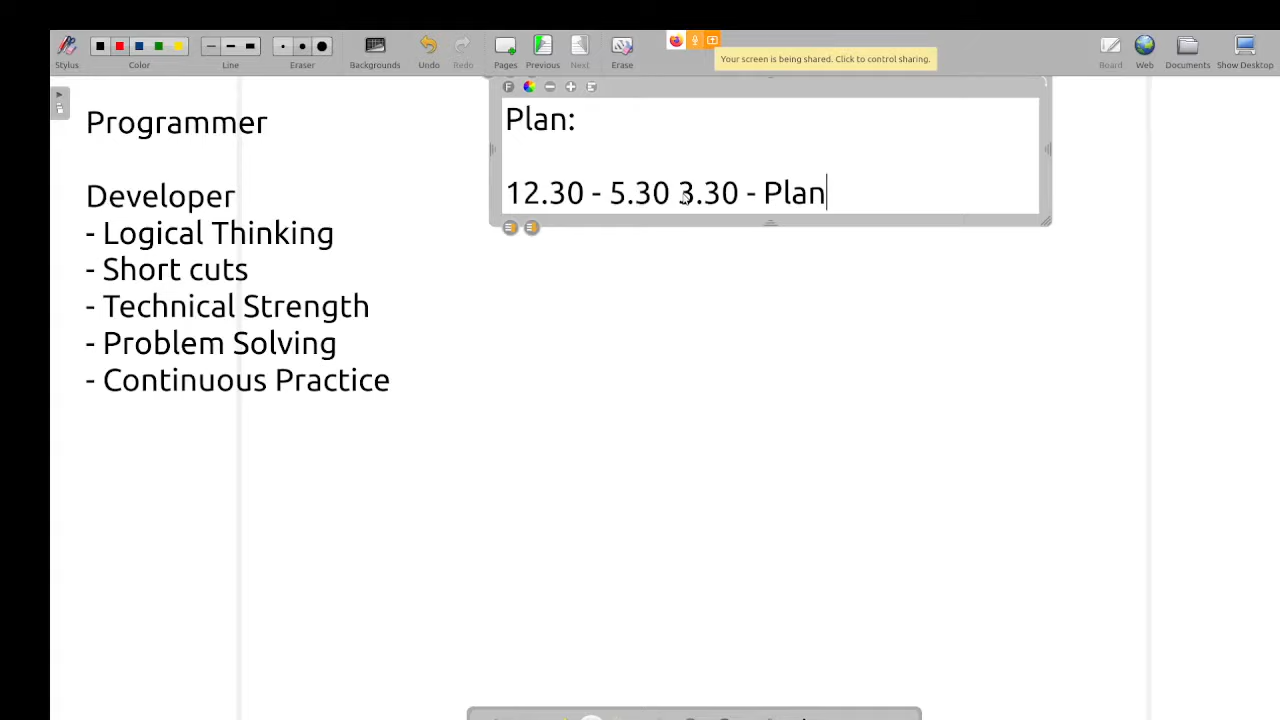 Stylus
Color
Line
Eraser
Backgrounds
Undo
Redo
Pages
Previous
Next
Erase
Your screen is being shared. Click to control sharing.
Board
Web
Documents
Show Desktop
Programmer
Developer
- Logical Thinking
- Short cuts
- Technical Strength
- Problem Solving
- Continuous Practice
F
Plan:
12.30 - 5.30 3.30 - Plan